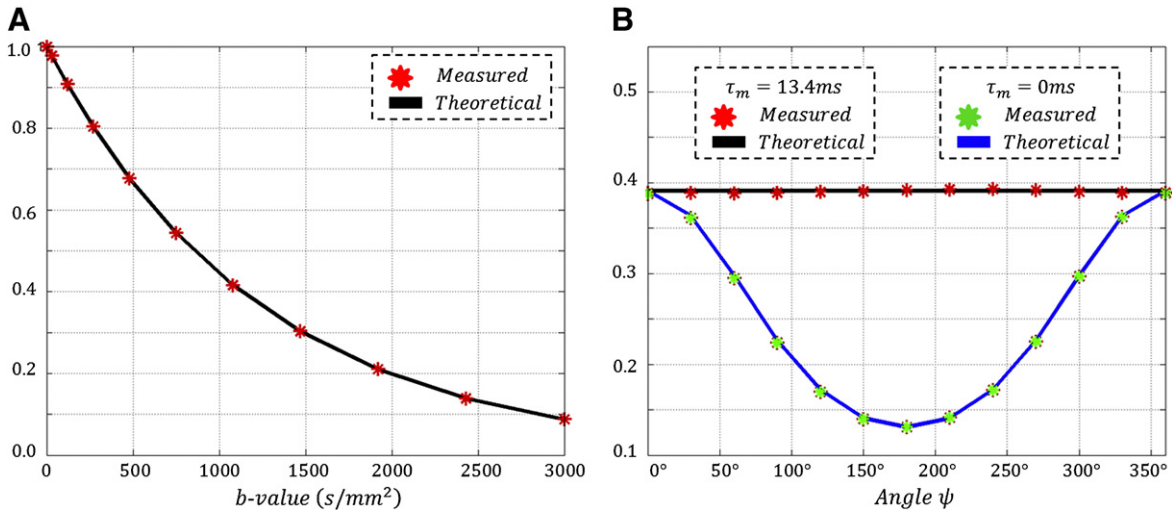 A
1.0
0.8
0.6
0.4
0.2
0.0
0 500 1000 1500 2000 2500 3000
b-value (s/mm²)
Measured
Theoretical
B
0.5
0.4
0.3
0.2
0.1
0° 50° 100° 150° 200° 250° 300° 350°
Angle ψ
τₘ = 13.4ms
Measured
Theoretical
τₘ = 0ms
Measured
Theoretical